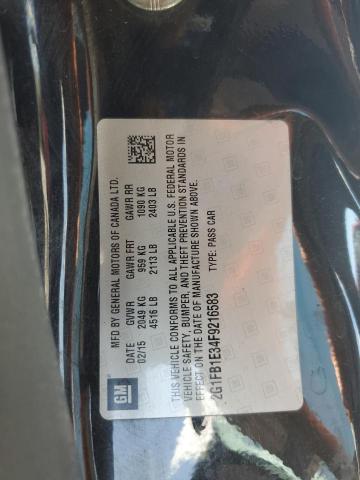 MFD BY GENERAL MOTORS OF CANADA LTD.
DATE GVWR GAWR FRT GAWR RR
02/15 2049 KG 959 KG 1090 KG
4516 LB 2113 LB 2403 LB
THIS VEHICLE CONFORMS TO ALL APPLICABLE U.S. FEDERAL MOTOR
VEHICLE SAFETY, BUMPER, AND THEFT PREVENTION STANDARDS IN
EFFECT ON THE DATE OF MANUFACTURE SHOWN ABOVE.
2G1FB1E34F9216583 TYPE: PASS CAR
GM